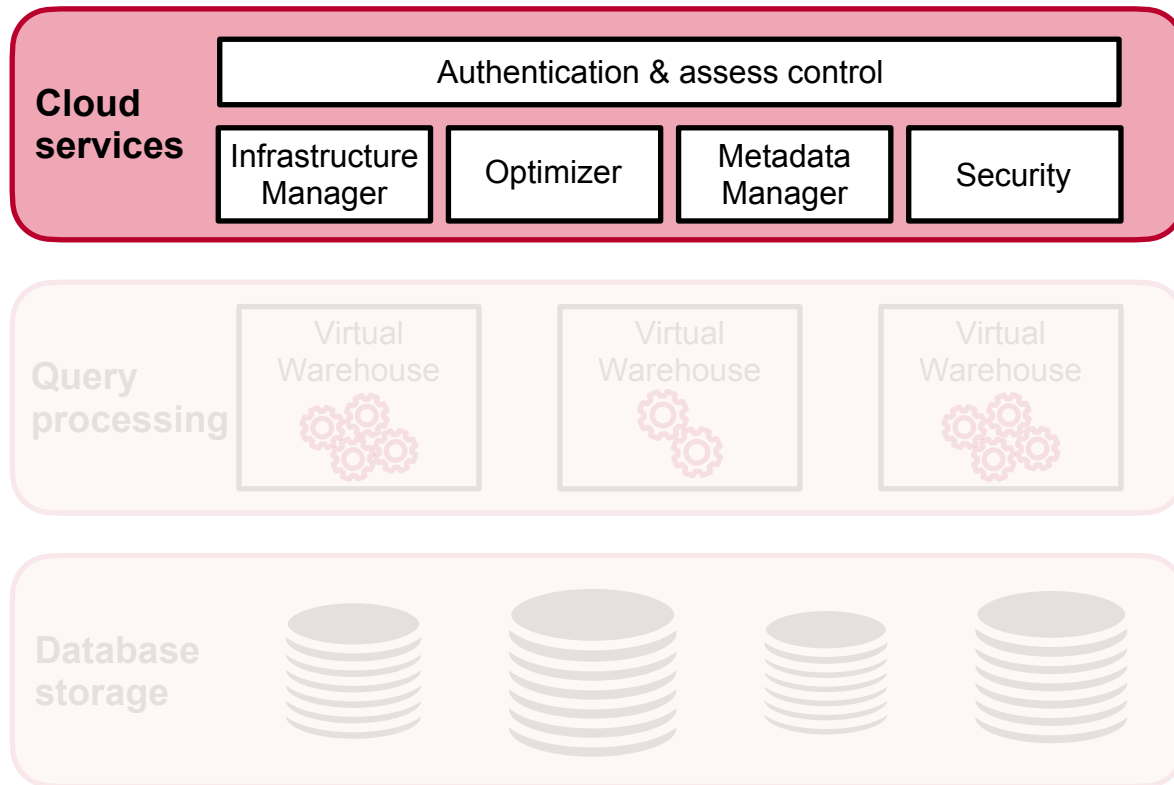 Authentication & assess control
Cloud
services
Infrastructure
Manager
Optimizer
Metadada
Manager
Security
Query
processing
Virtual
Warehouse
Virtual
Warehouse
Virtual
Warehouse
Database
storage